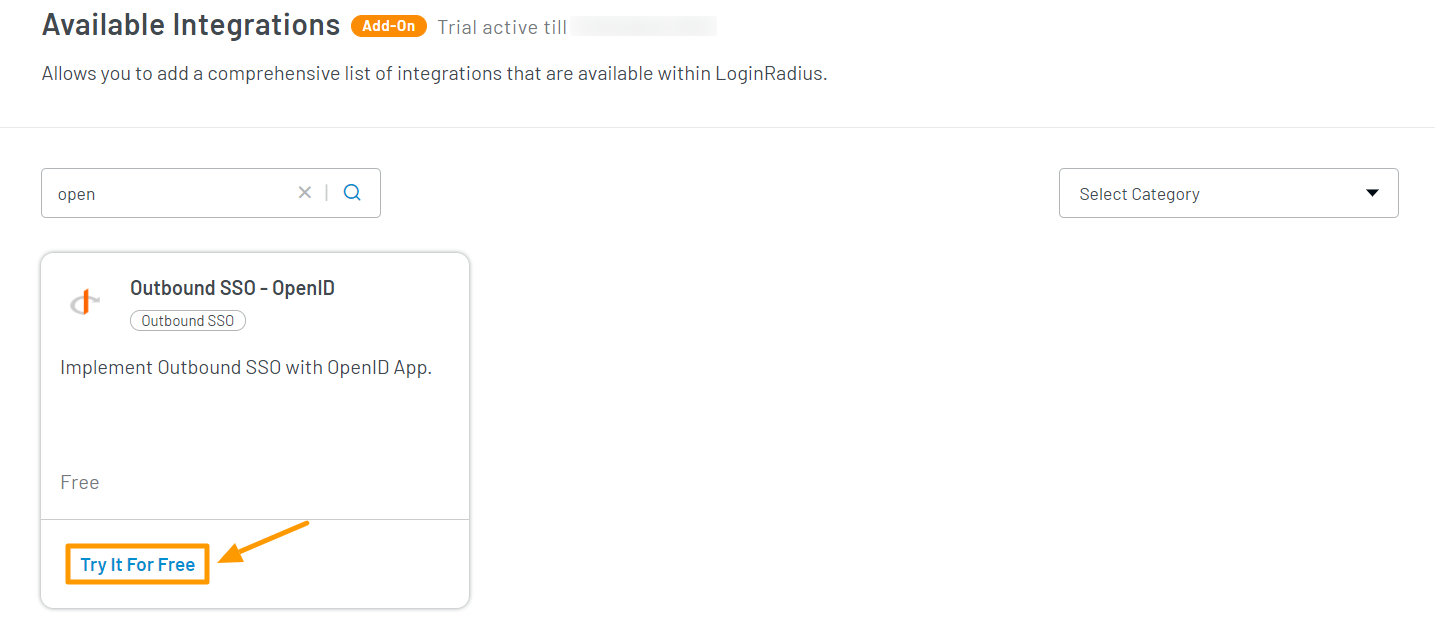 Available Integrations Add-On Trial active till
Allows you to add a comprehensive list of integrations that are available within LoginRadius.
open
Select Category
Outbound SSO - OpenID
Outbound SSO
Implement Outbound SSO with OpenID App.
Free
Try It For Free